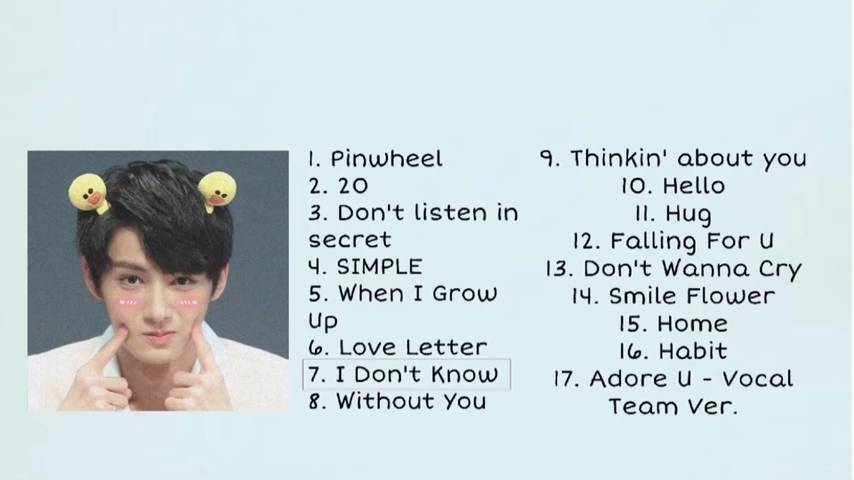 1. Pinwheel
2. 20
3. Don't listen in
secret
4. SIMPLE
5. When I Grow
Up
6. Love Letter
7. I Don't Know
8. Without You
9. Thinkin' about you
10. Hello
11. Hug
12. Falling For U
13. Don't Wanna Cry
14. Smile Flower
15. Home
16. Habit
17. Adore U - Vocal
Team Ver.